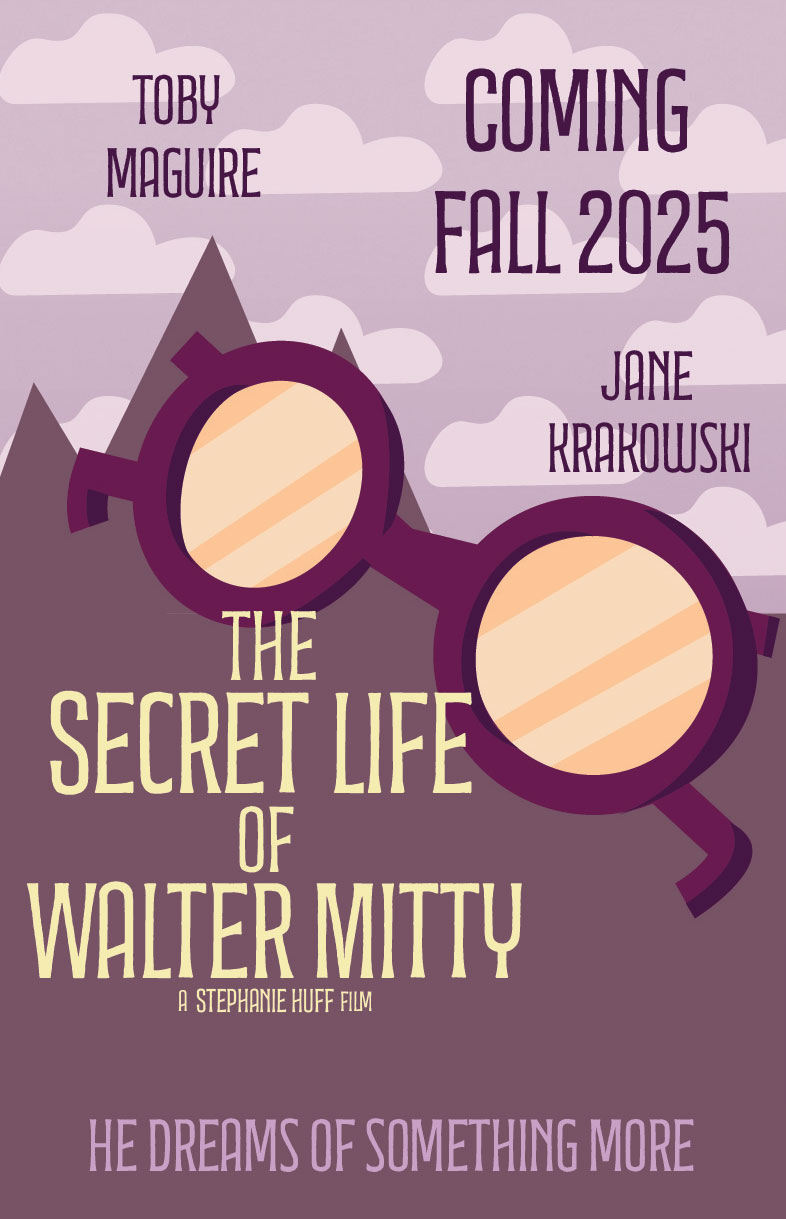 TOBY
MAGUIRE
COMING
FALL 2025
JANE
KRAKOWSKI
THE
SECRET LIFE
OF
WALTER MITTY
A STEPHANIE HUFF FILM
HE DREAMS OF SOMETHING MORE